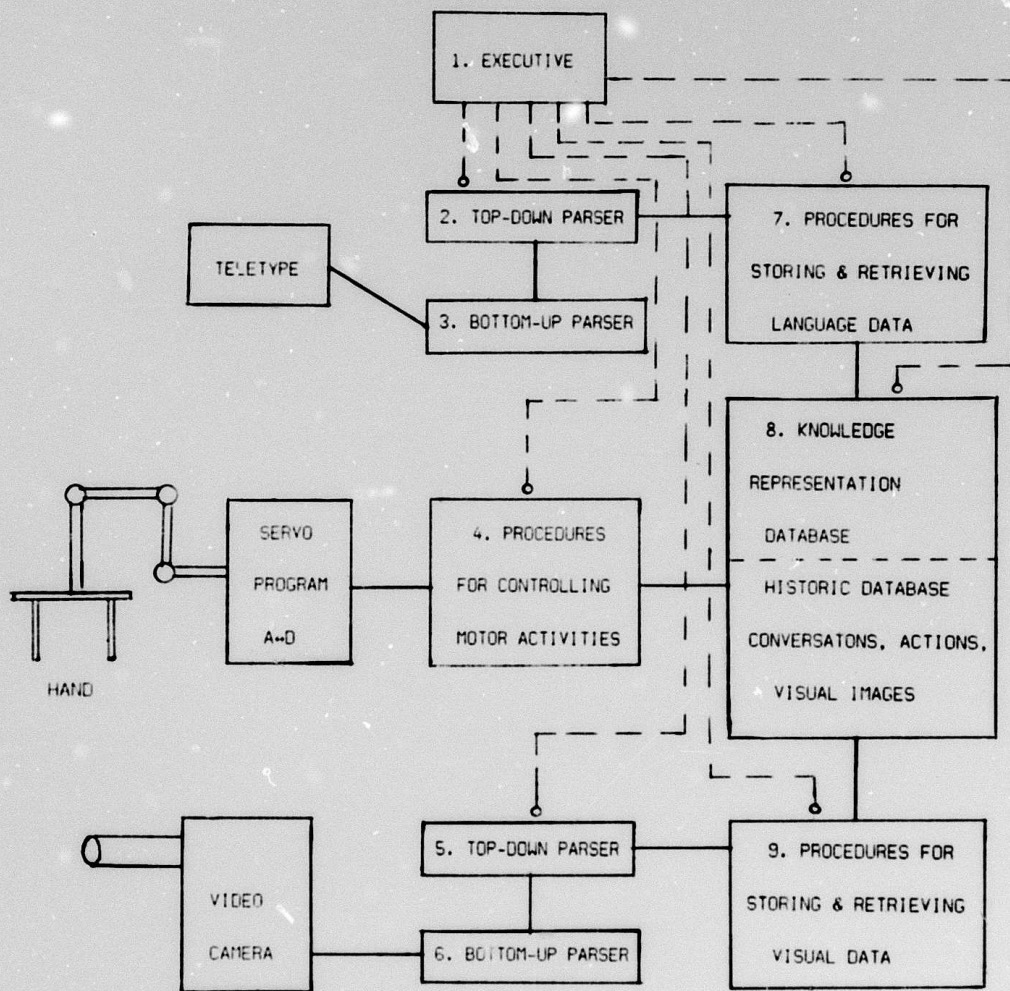 1. EXECUTIVE
2. TOP-DOWN PARSER
7. PROCEDURES FOR
STORING & RETRIEVING
LANGUAGE DATA
TELETYPE
3. BOTTOM-UP PARSER
8. KNOWLEDGE
REPRESENTATION
DATABASE
HISTORIC DATABASE
CONVERSATONS, ACTIONS,
VISUAL IMAGES
SERVO
PROGRAM
A↔D
4. PROCEDURES
FOR CONTROLLING
MOTOR ACTIVITIES
HAND
5. TOP-DOWN PARSER
9. PROCEDURES FOR
STORING & RETRIEVING
VISUAL DATA
VIDEO
CAMERA
6. BOTTOM-UP PARSER